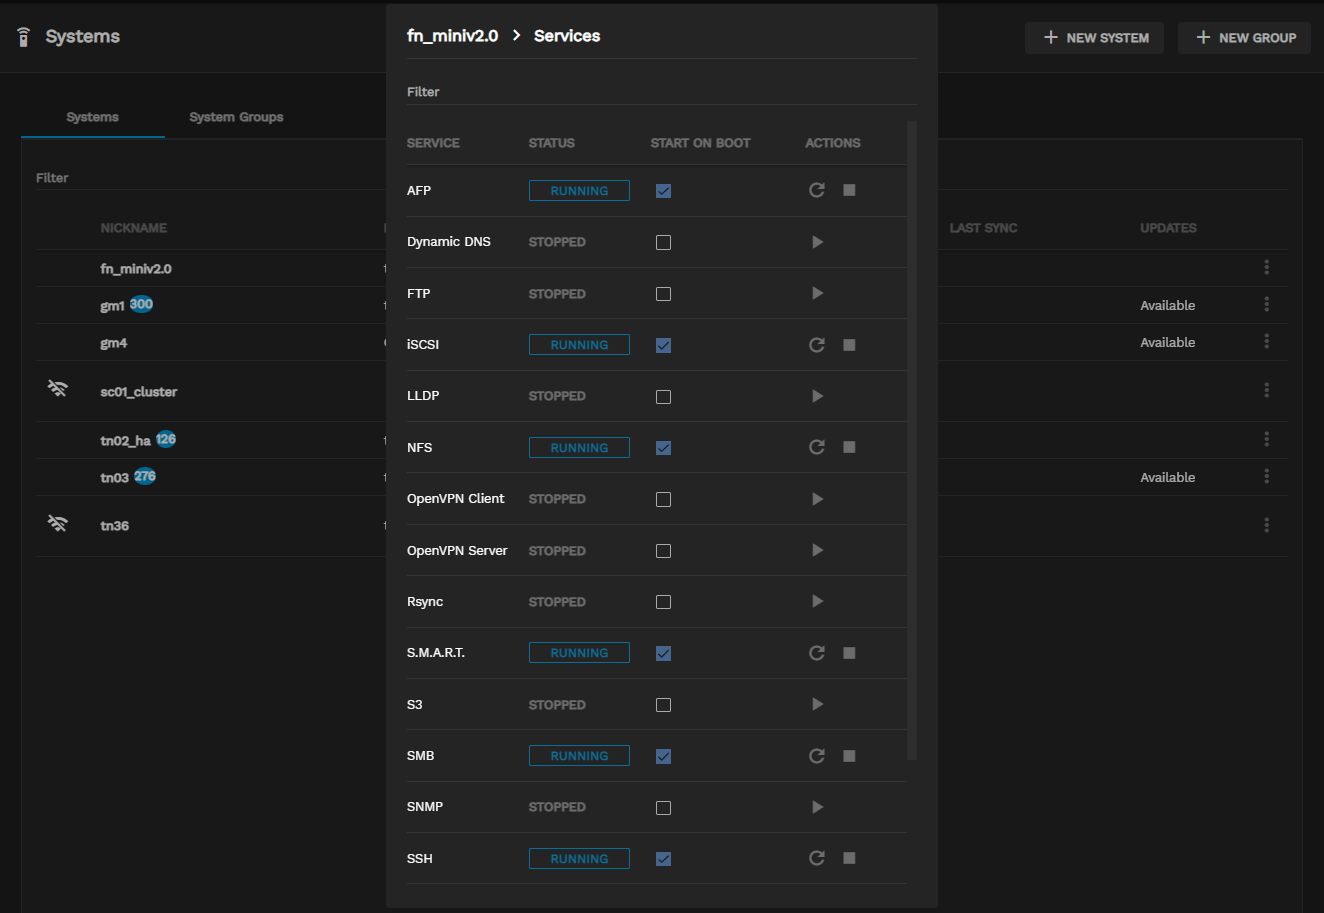 Systems
fn_miniv2.0 > Services
+ NEW SYSTEM
+ NEW GROUP
Systems
System Groups
Filter
NICKNAME
LAST SYNC
UPDATES
fn_miniv2.0
gm1 300
Available
gm4
Available
sc01_cluster
tn02_ha 126
tn03 276
Available
tn36
Filter
SERVICE STATUS START ON BOOT ACTIONS
AFP RUNNING
Dynamic DNS STOPPED
FTP STOPPED
iSCSI RUNNING
LLDP STOPPED
NFS RUNNING
OpenVPN Client STOPPED
OpenVPN Server STOPPED
Rsync STOPPED
S.M.A.R.T. RUNNING
S3 STOPPED
SMB RUNNING
SNMP STOPPED
SSH RUNNING